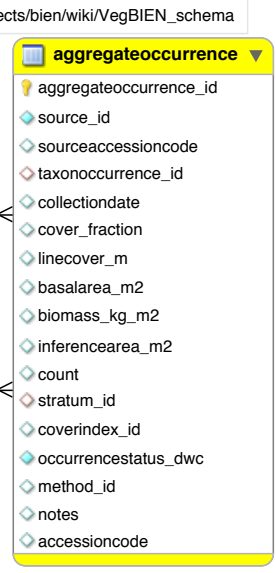 ects/bien/wiki/VegBIEN_schema
aggregateoccurrence
aggregateoccurrence_id
source_id
sourceaccessioncode
taxonoccurrence_id
collectiondate
cover_fraction
linecover_m
basalarea_m2
biomass_kg_m2
inferencearea_m2
count
stratum_id
coverindex_id
occurrencestatus_dwc
method_id
notes
accessioncode